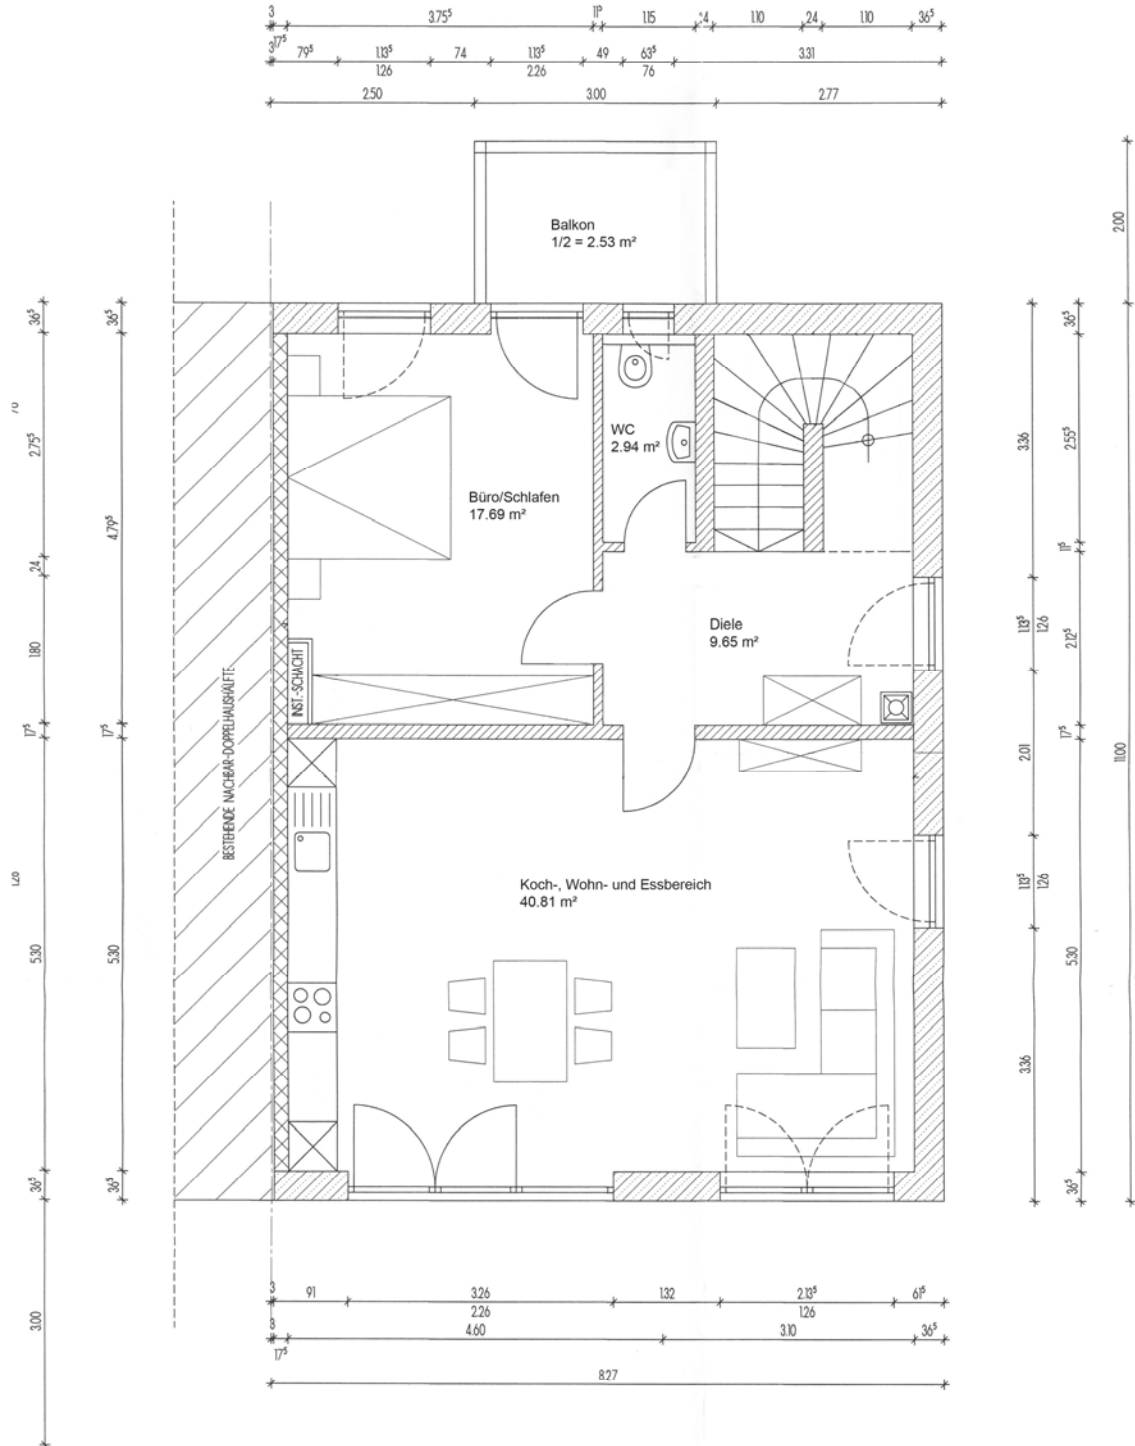 3 3.75⁵ 11⁵ 1.15 24 1.10 24 1.10 36⁵
3 17⁵ 79⁵ 1.13⁵ 74 1.13⁵ 49 63⁵ 3.31
1.26 2.26 76
2.50 3.00 2.77
2.00
Balkon
1/2 = 2.53 m²
36⁵
36⁵
36⁵
2.75⁵
4.79⁵
WC
2.94 m²
3.36
2.55⁵
Büro/Schlafen
17.69 m²
24
11⁵
1.80
Diele
9.65 m²
1.13⁵
1.26
2.12⁵
INST.-SCHACHT
17⁵
17⁵
17⁵
BESTEHENDE NACHBAR-DOPPELHAUSHÄLFTE
2.01
11.00
Koch-, Wohn- und Essbereich
40.81 m²
1.26
1.13⁵
1.26
5.30
5.30
5.30
3.36
36⁵
36⁵
36⁵
3.00
3 91 3.26 1.32 2.13⁵ 61⁵
2.26 1.26
3 4.60 3.10 36⁵
17⁵
8.27